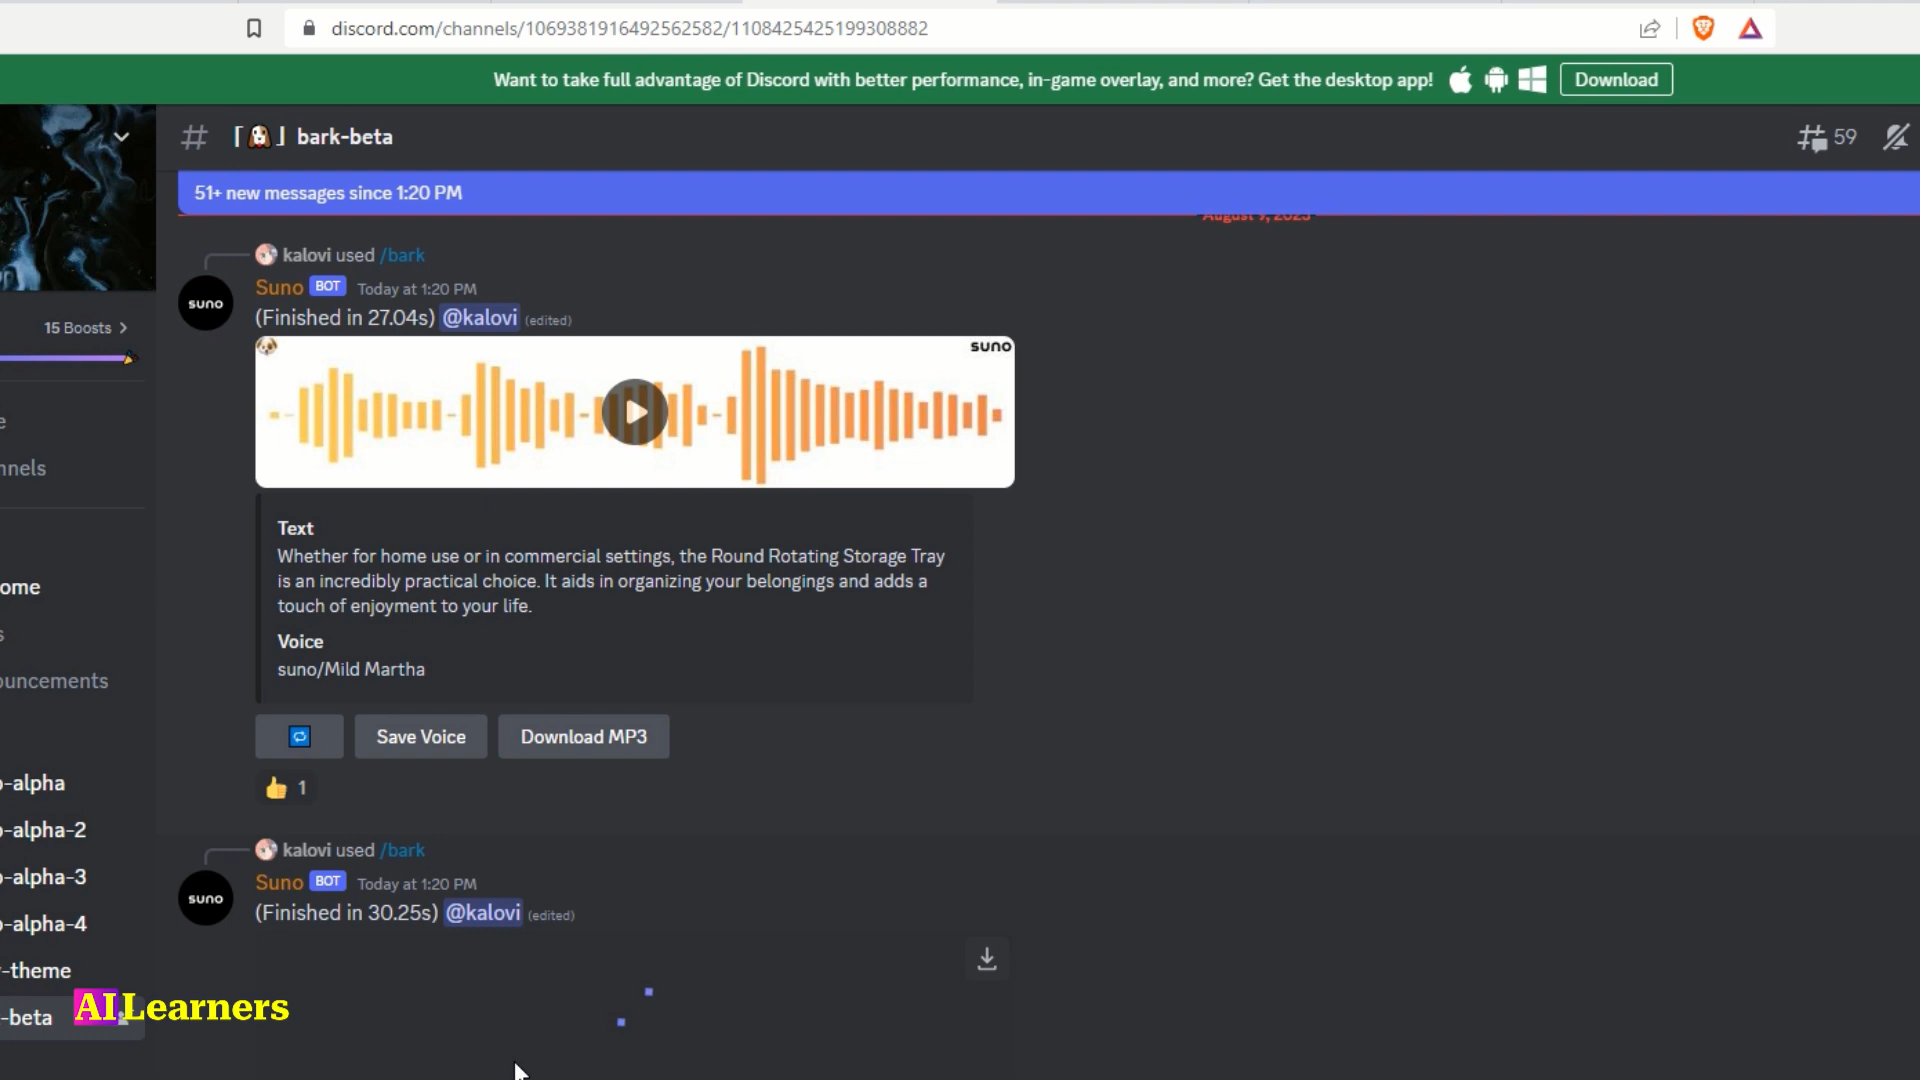 discord.com/channels/1069381916492562582/1108425425199308882
Want to take full advantage of Discord with better performance, in-game overlay, and more? Get the desktop app!
Download
bark-beta
59
51+ new messages since 1:20 PM
August 9, 2023
kalovi used /bark
Suno BOT Today at 1:20 PM
suno
(Finished in 27.04s) @kalovi (edited)
suno
15 Boosts
Text
Whether for home use or in commercial settings, the Round Rotating Storage Tray
is an incredibly practical choice. It aids in organizing your belongings and adds a
touch of enjoyment to your life.
Voice
suno/Mild Martha
Save Voice
Download MP3
1
nnels
ome
ouncements
-alpha
-alpha-2
-alpha-3
-alpha-4
-theme
-beta
kalovi used /bark
Suno BOT Today at 1:20 PM
suno
(Finished in 30.25s) @kalovi (edited)
AI Learners